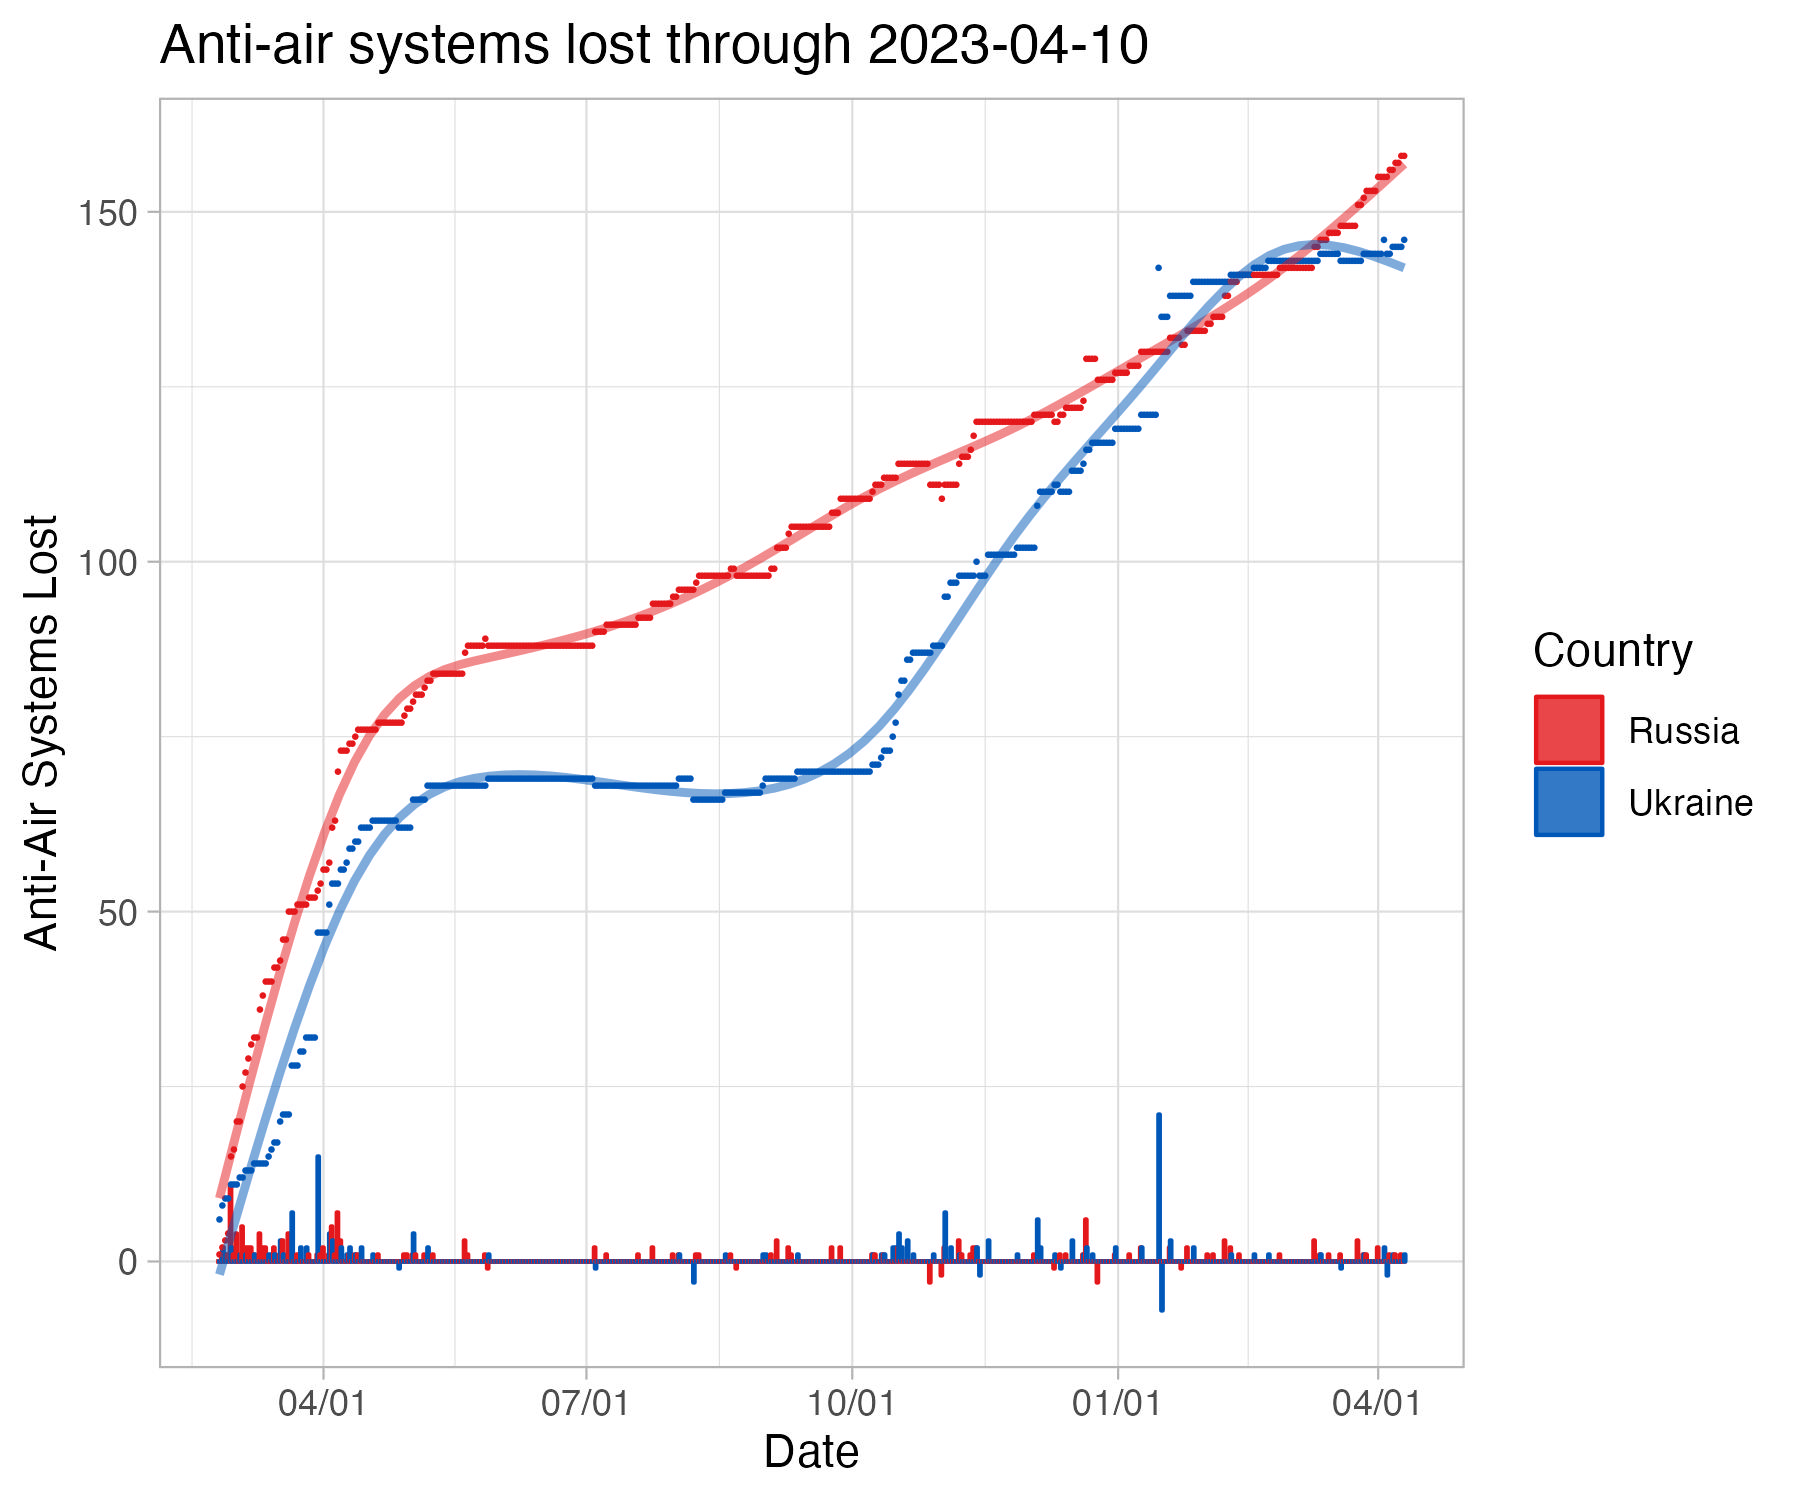 Anti-air systems lost through 2023-04-10
Anti-Air Systems Lost
150
100
50
0
04/01
07/01
10/01
01/01
04/01
Date
Country
Russia
Ukraine